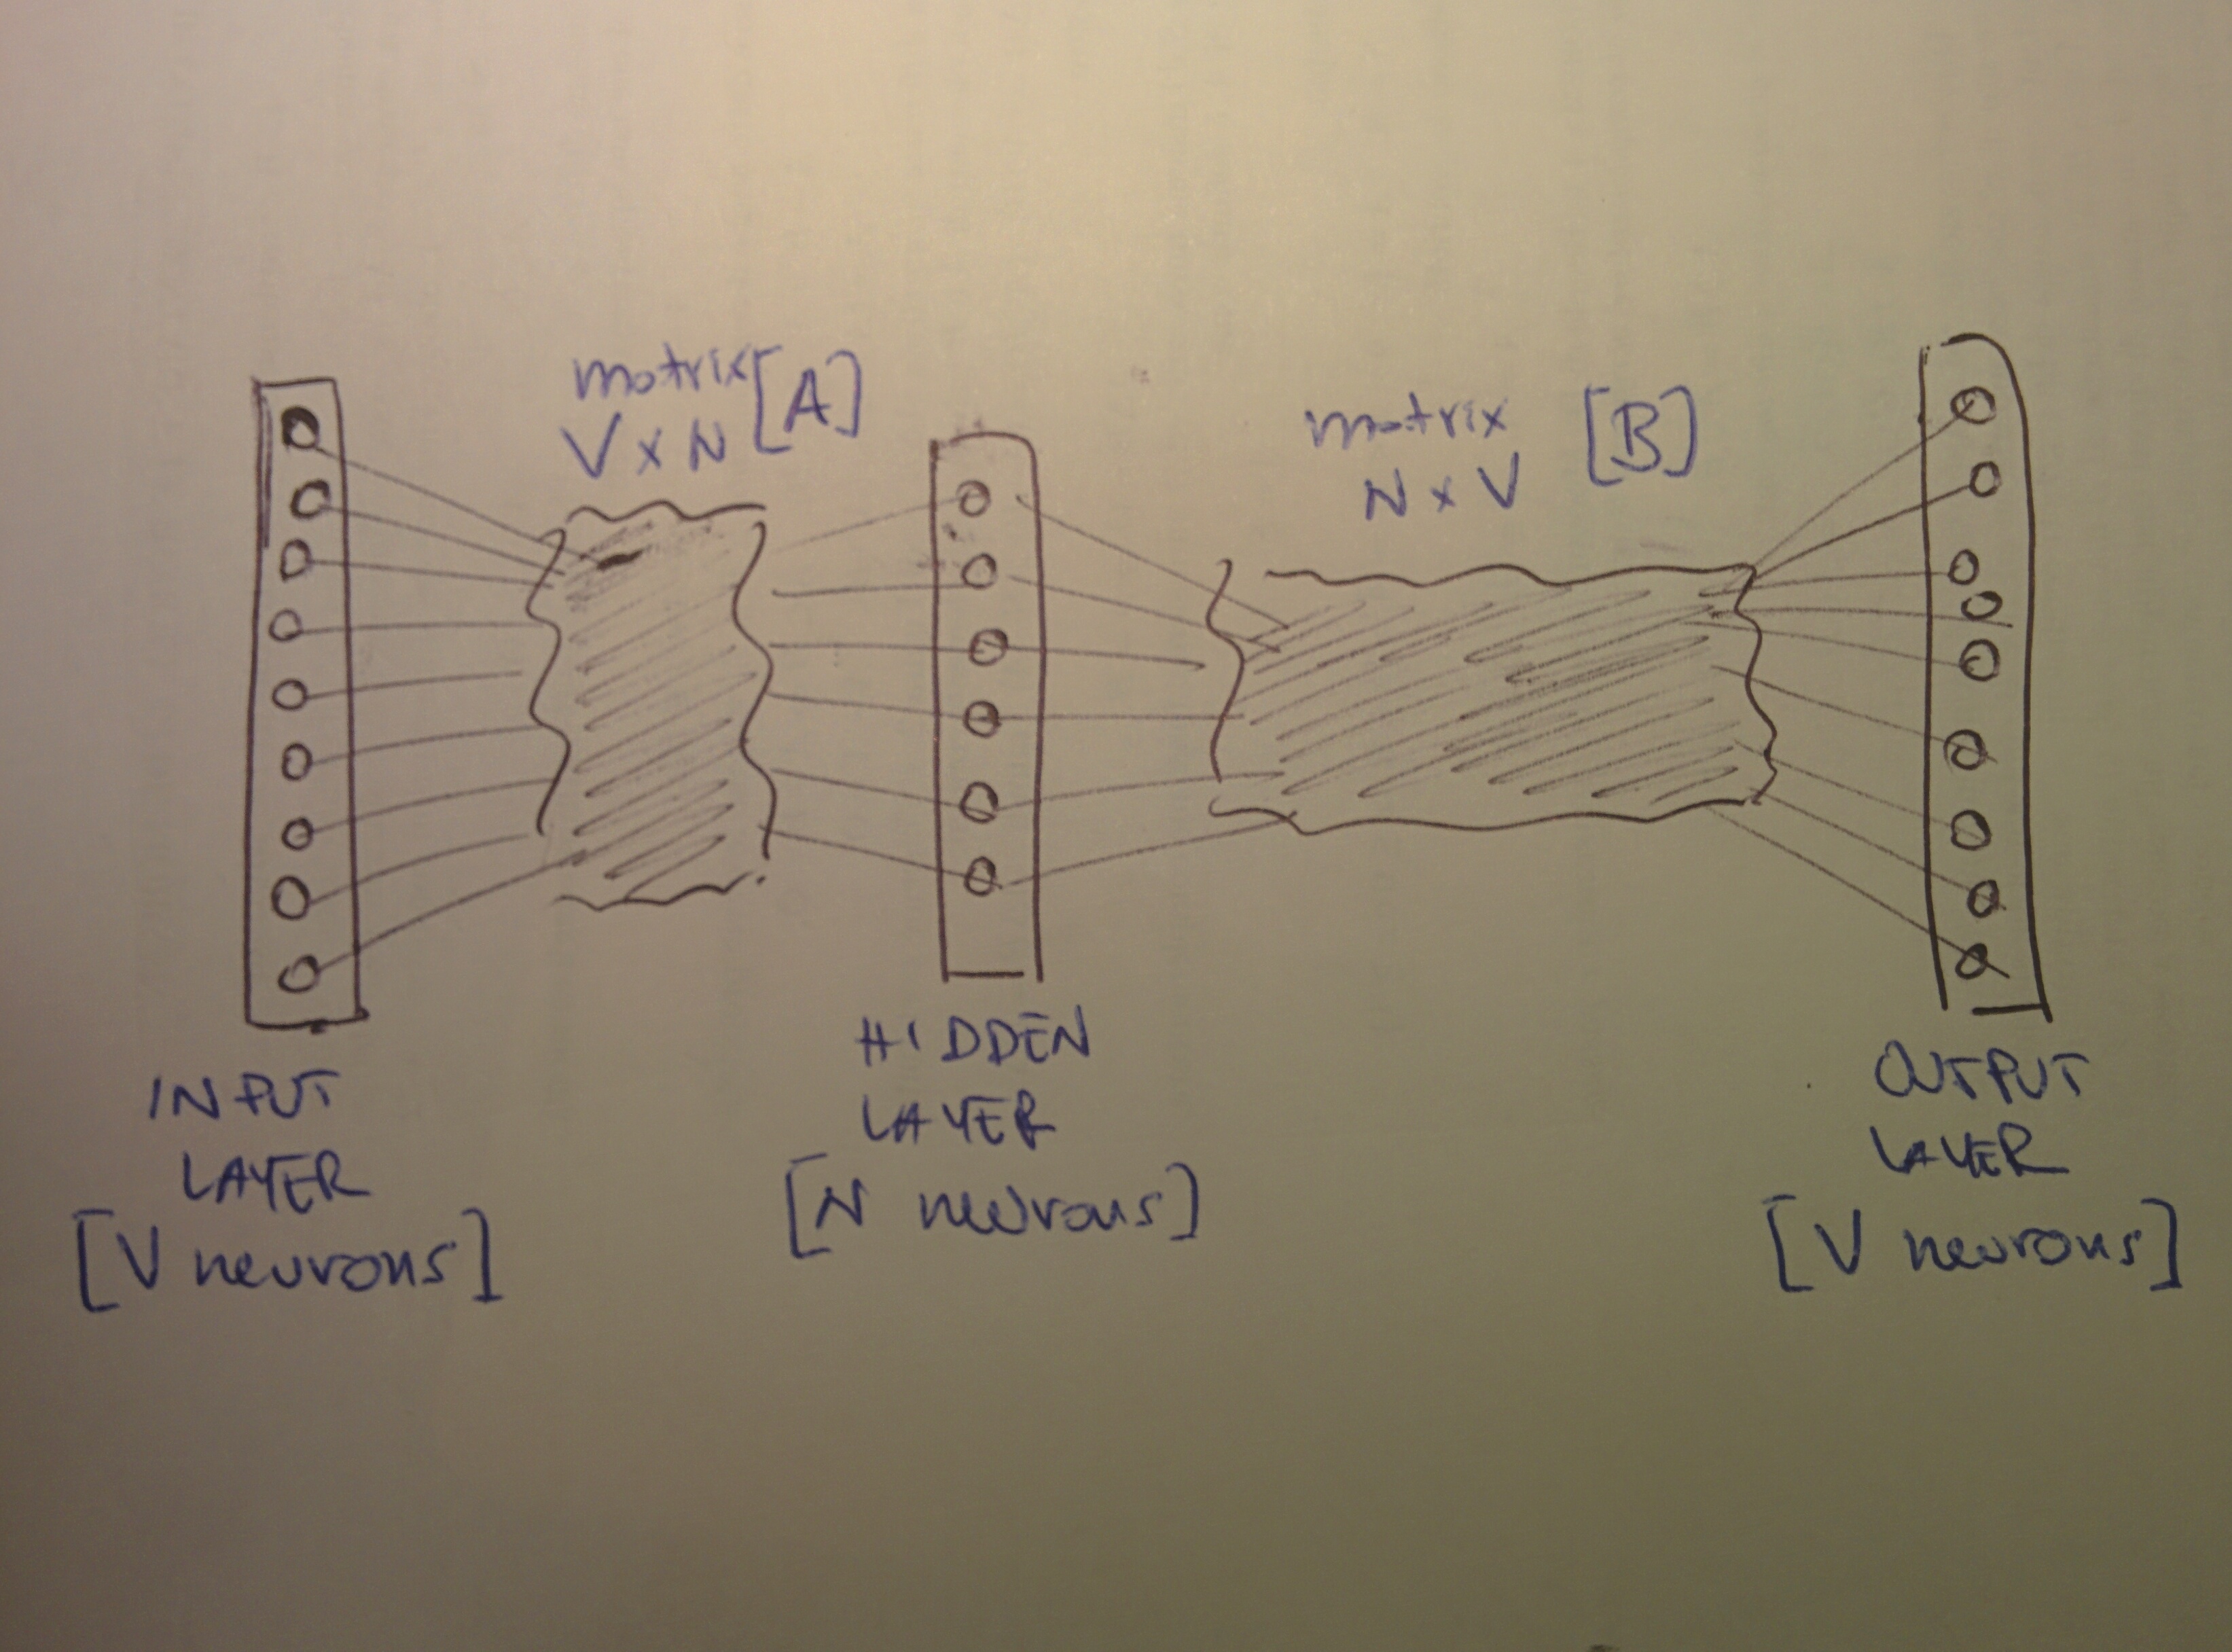 matrix [A]
V x N
matrix [B]
N x V
INPUT
LAYER
[V neurons]
HIDDEN
LAYER
[N neurons]
OUTPUT
LAYER
[V neurons]